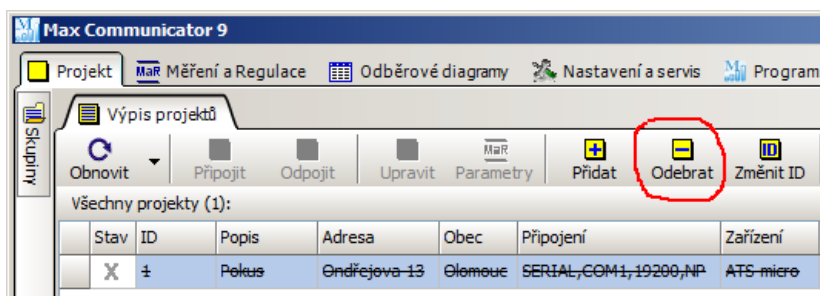 Max Communicator 9
Projekt MaR Měření a Regulace Odběrové diagramy Nastavení a servis Program
Skupiny
Výpis projektů
MaR
Obnovit Připojit Odpojit Upravit Parametry Přidat Odebrat ID Změnit ID
Všechny projekty (1):
Stav ID Popis Adresa Obec Připojení Zařízení
X 1 Pokus Ondřejova 13 Olomouc SERIAL,COM1,19200,NP ATS micro